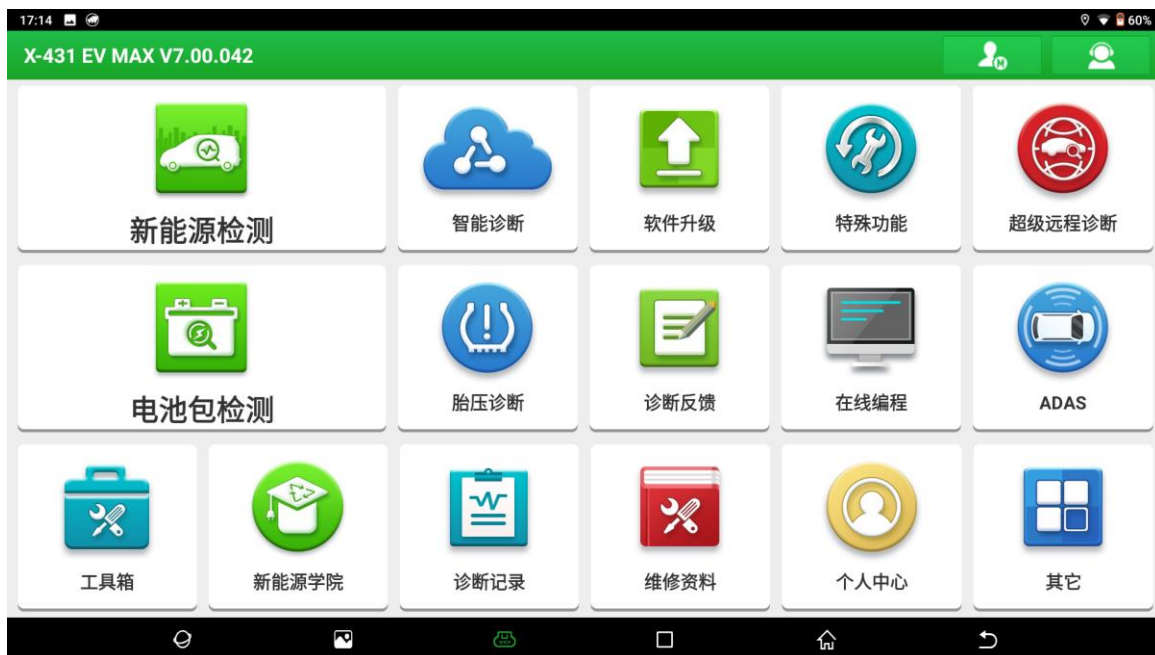 17:14
60%
X-431 EV MAX V7.00.042
新能源检测
智能诊断
软件升级
特殊功能
超级远程诊断
电池包检测
胎压诊断
诊断反馈
在线编程
ADAS
工具箱
新能源学院
诊断记录
维修资料
个人中心
其它